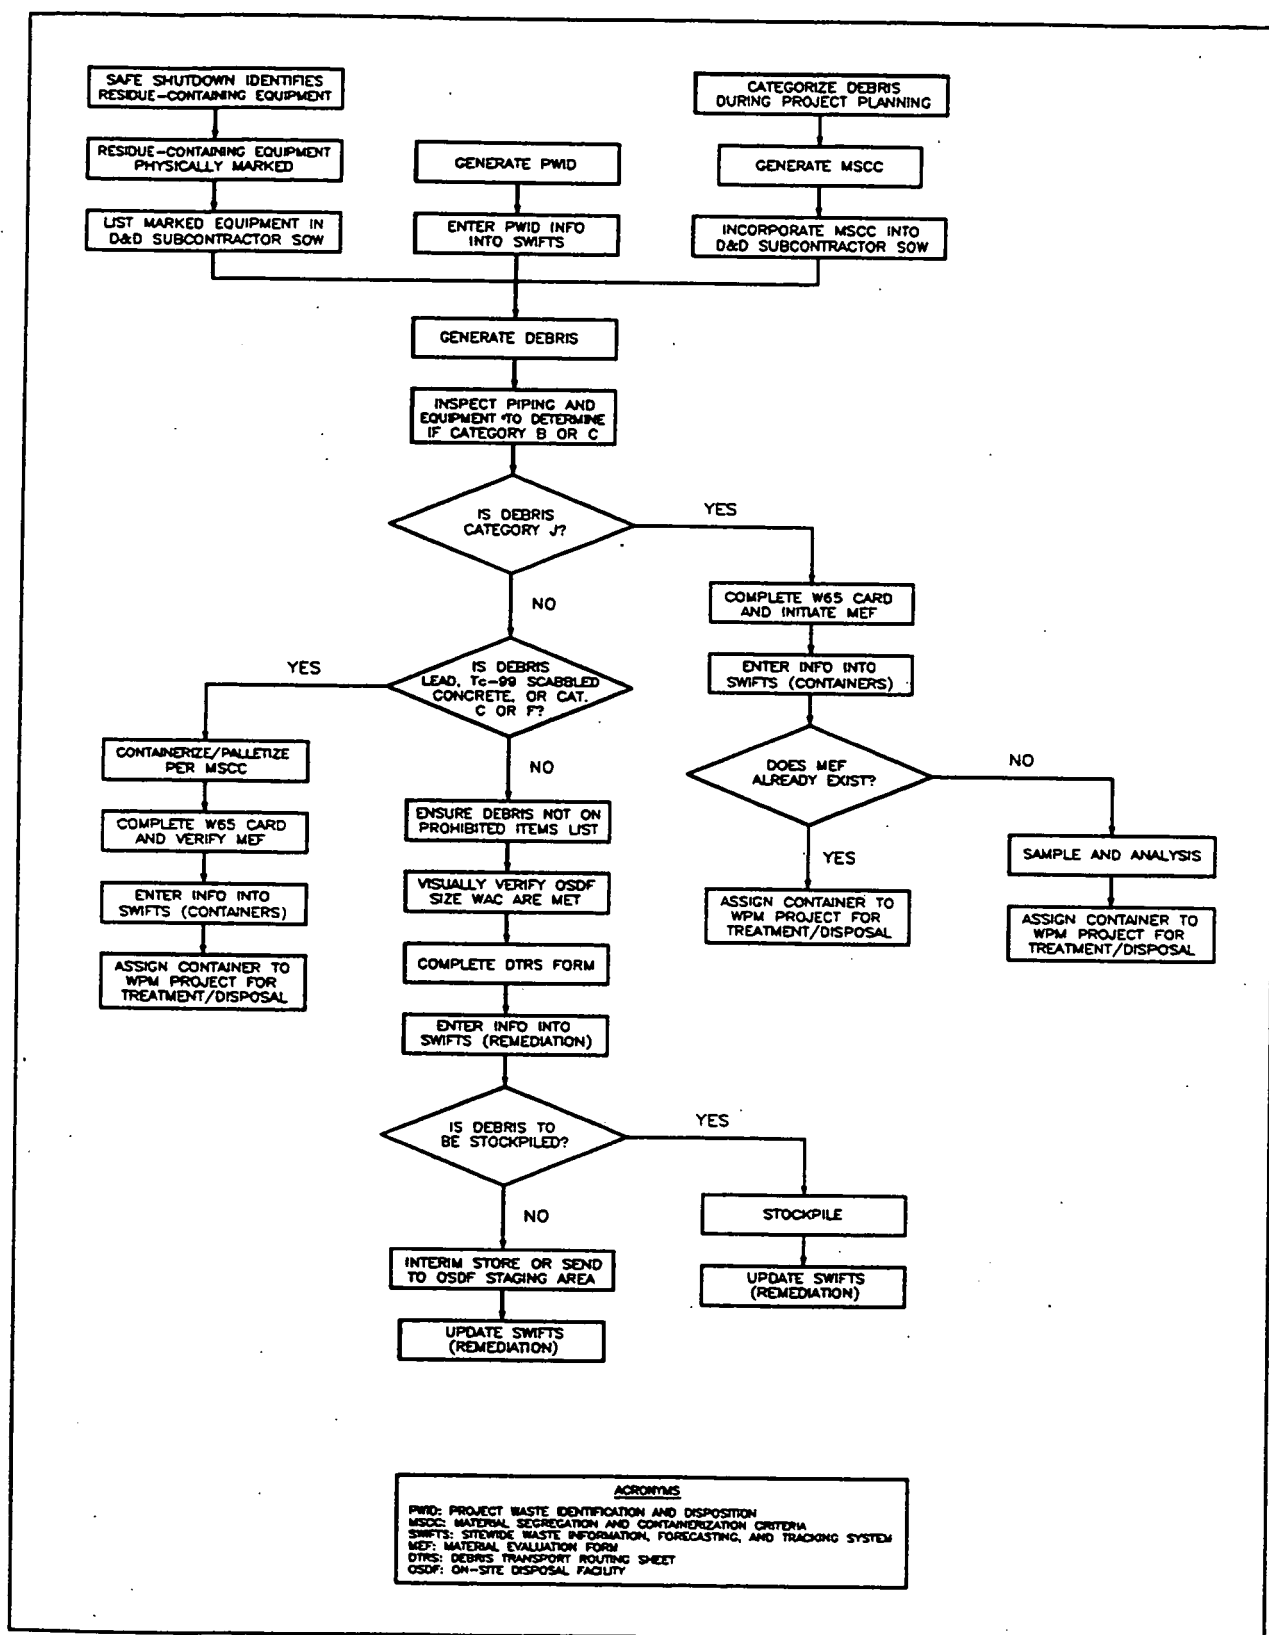 SAFE SHUTDOWN IDENTIFIES
RESIDUE-CONTAINING EQUIPMENT
RESIDUE-CONTAINING EQUIPMENT
PHYSICALLY MARKED
LIST MARKED EQUIPMENT IN
D&D SUBCONTRACTOR SOW
GENERATE PWID
ENTER PWID INFO
INTO SWIFTS
CATEGORIZE DEBRIS
DURING PROJECT PLANNING
GENERATE MSCC
INCORPORATE MSCC INTO
D&D SUBCONTRACTOR SOW
GENERATE DEBRIS
INSPECT PIPING AND
EQUIPMENT TO DETERMINE
IF CATEGORY B OR C
IS DEBRIS
CATEGORY J?
YES
NO
COMPLETE W65 CARD
AND INITIATE MEF
ENTER INFO INTO
SWIFTS (CONTAINERS)
DOES MEF
ALREADY EXIST?
NO
YES
SAMPLE AND ANALYSIS
ASSIGN CONTAINER TO
WPM PROJECT FOR
TREATMENT/DISPOSAL
ASSIGN CONTAINER TO
WPM PROJECT FOR
TREATMENT/DISPOSAL
IS DEBRIS
LEAD, Tc-99 SCABBLED
CONCRETE, OR CAT.
C OR F?
YES
NO
CONTAINERIZE/PALLETIZE
PER MSCC
COMPLETE W65 CARD
AND VERIFY MEF
ENTER INFO INTO
SWIFTS (CONTAINERS)
ASSIGN CONTAINER TO
WPM PROJECT FOR
TREATMENT/DISPOSAL
ENSURE DEBRIS NOT ON
PROHIBITED ITEMS LIST
VISUALLY VERIFY OSDF
SIZE WAC ARE MET
COMPLETE DTRS FORM
ENTER INFO INTO
SWIFTS (REMEDIATION)
IS DEBRIS TO
BE STOCKPILED?
YES
NO
STOCKPILE
UPDATE SWIFTS
(REMEDIATION)
INTERIM STORE OR SEND
TO OSDF STAGING AREA
UPDATE SWIFTS
(REMEDIATION)
ACRONYMS
PWID: PROJECT WASTE IDENTIFICATION AND DISPOSITION
MSCC: MATERIAL SEGREGATION AND CONTAINERIZATION CRITERIA
SWIFTS: SITEWIDE WASTE INFORMATION, FORECASTING, AND TRACKING SYSTEM
MEF: MATERIAL EVALUATION FORM
DTRS: DEBRIS TRANSPORT ROUTING SHEET
OSDF: ON-SITE DISPOSAL FACILITY